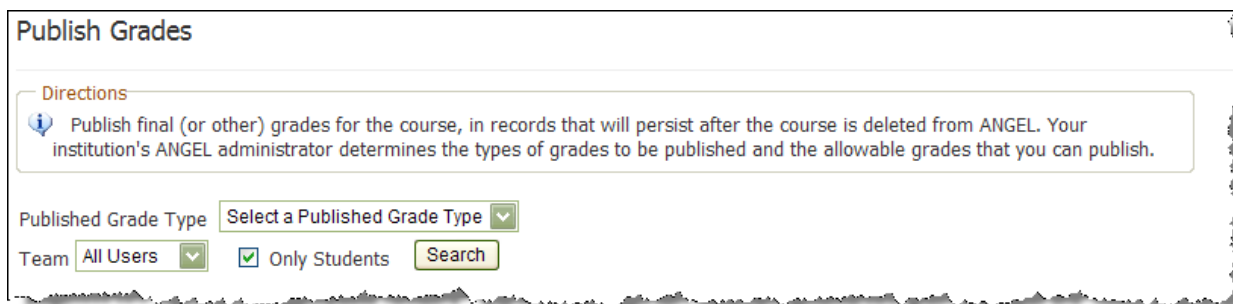 Publish Grades
Directions
Publish final (or other) grades for the course, in records that will persist after the course is deleted from ANGEL. Your
institution's ANGEL administrator determines the types of grades to be published and the allowable grades that you can publish.
Published Grade Type Select a Published Grade Type
Team All Users Only Students Search